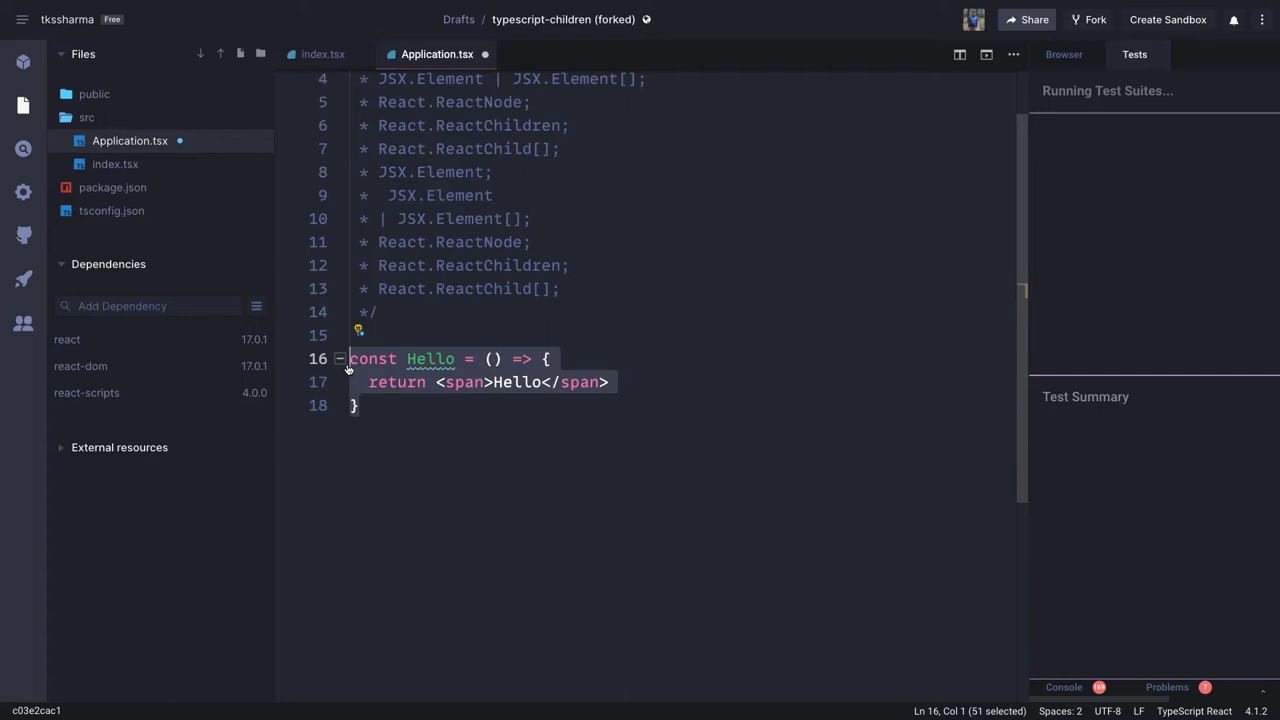 tkssharma Free
Drafts / typescript-children (forked)
Share
Fork
Create Sandbox
Files
index.tsx
Application.tsx
Browser
Tests
public
src
Application.tsx
index.tsx
package.json
tsconfig.json
Dependencies
Add Dependency
react 17.0.1
react-dom 17.0.1
react-scripts 4.0.0
External resources
4 * JSX.Element | JSX.Element[];
5 * React.ReactNode;
6 * React.ReactChildren;
7 * React.ReactChild[];
8 * JSX.Element;
9 *  JSX.Element
10 * | JSX.Element[];
11 * React.ReactNode;
12 * React.ReactChildren;
13 * React.ReactChild[];
14 */
15
16 const Hello = () => {
17   return <span>Hello</span>
18 }
Running Test Suites...
Test Summary
Console 169
Problems 7
c03e2cac1
Ln 16, Col 1 (51 selected) Spaces: 2 UTF-8 LF TypeScript React 4.1.2